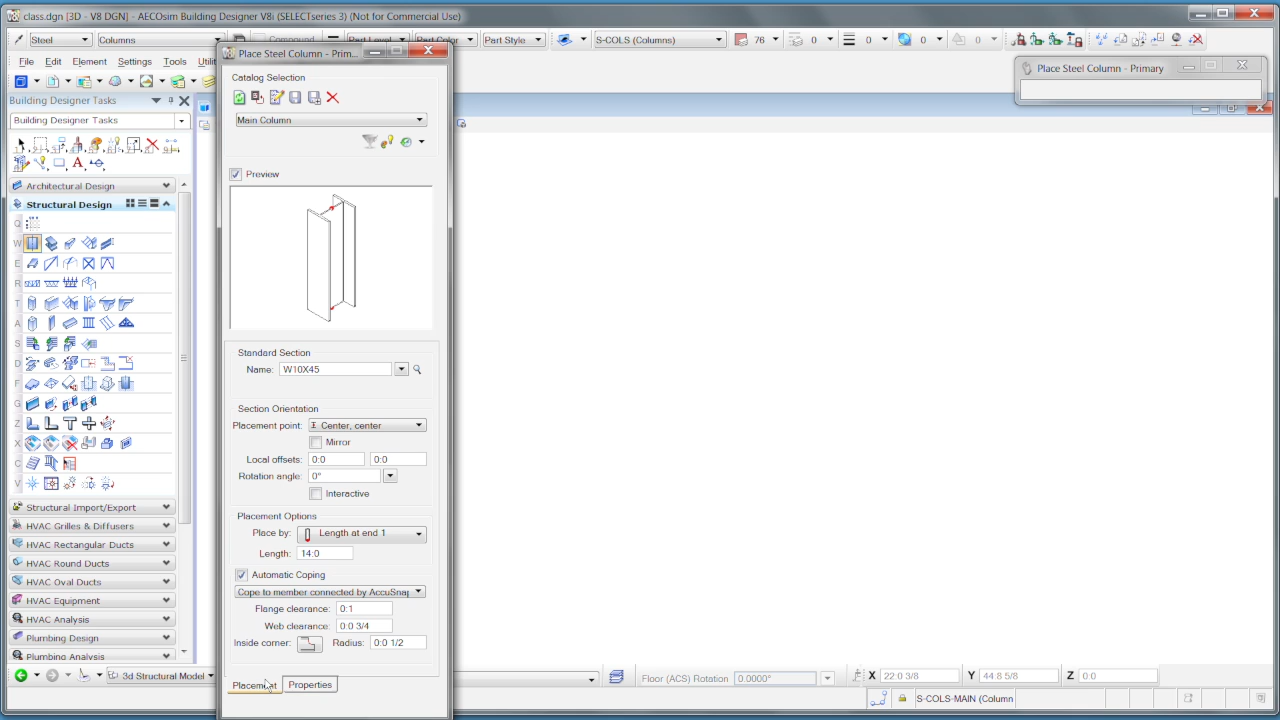 class.dgn [3D - V8 DGN] - AECOsim Building Designer V8i (SELECTseries 3) (Not for Commercial Use)
Steel Columns Compound Part Level Part Color Part Style S-COLS (Columns) 76 0 0 0 0
File Edit Element Settings Tools
Building Designer Tasks
Building Designer Tasks
Architectural Design
Structural Design
Q
W
E
R
T
A
S
D
F
G
Z
X
C
V
Structural Import/Export
HVAC Grilles & Diffusers
HVAC Rectangular Ducts
HVAC Round Ducts
HVAC Oval Ducts
HVAC Equipment
HVAC Analysis
Plumbing Design
Plumbing Analysis
3d Structural Model
Place Steel Column - Prim...
Catalog Selection
Main Column
Preview
Standard Section
Name: W10X45
Section Orientation
Placement point: Center, center
Mirror
Local offsets: 0:0 0:0
Rotation angle: 0°
Interactive
Placement Options
Place by: Length at end 1
Length: 14:0
Automatic Coping
Cope to member connected by AccuSnap
Flange clearance: 0:1
Web clearance: 0:0 3/4
Inside corner: Radius: 0:0 1/2
Placement Properties
Place Steel Column - Primary
Floor (ACS) Rotation 0.0000° X 22:0 3/8 Y 44:8 5/8 Z 0:0
S-COLS-MAIN (Column